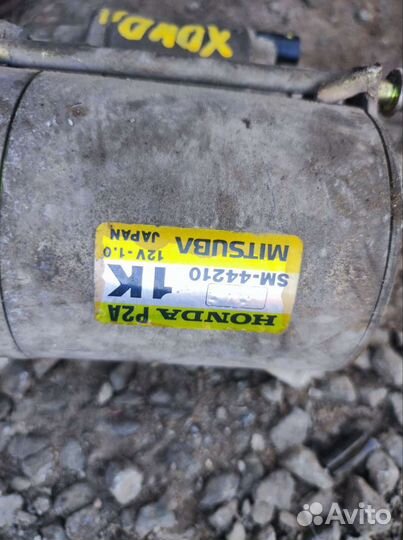 HONDA P2A
SM-44210
1K
MITSUBA
12V-1.0
JAPAN
Avito